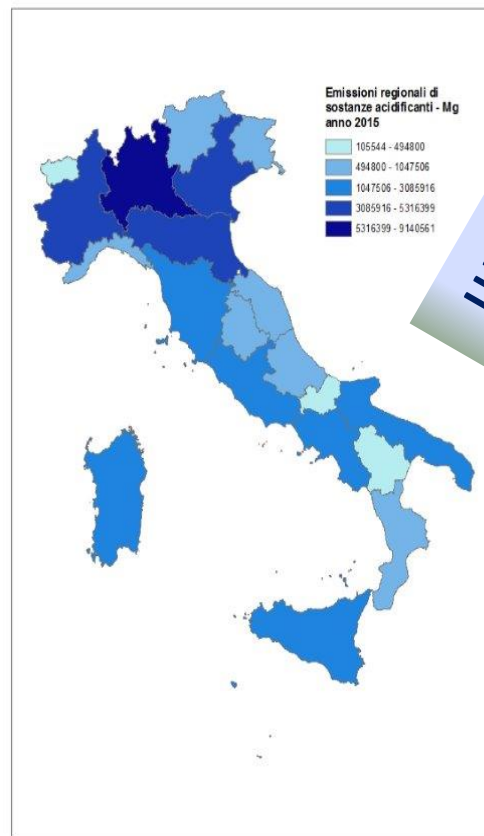 Emissioni regionali di
sostanze acidificanti - Mg
anno 2015
105544 - 494800
494800 - 1047506
1047506 - 3085916
3085916 - 5316399
5316399 - 9140561